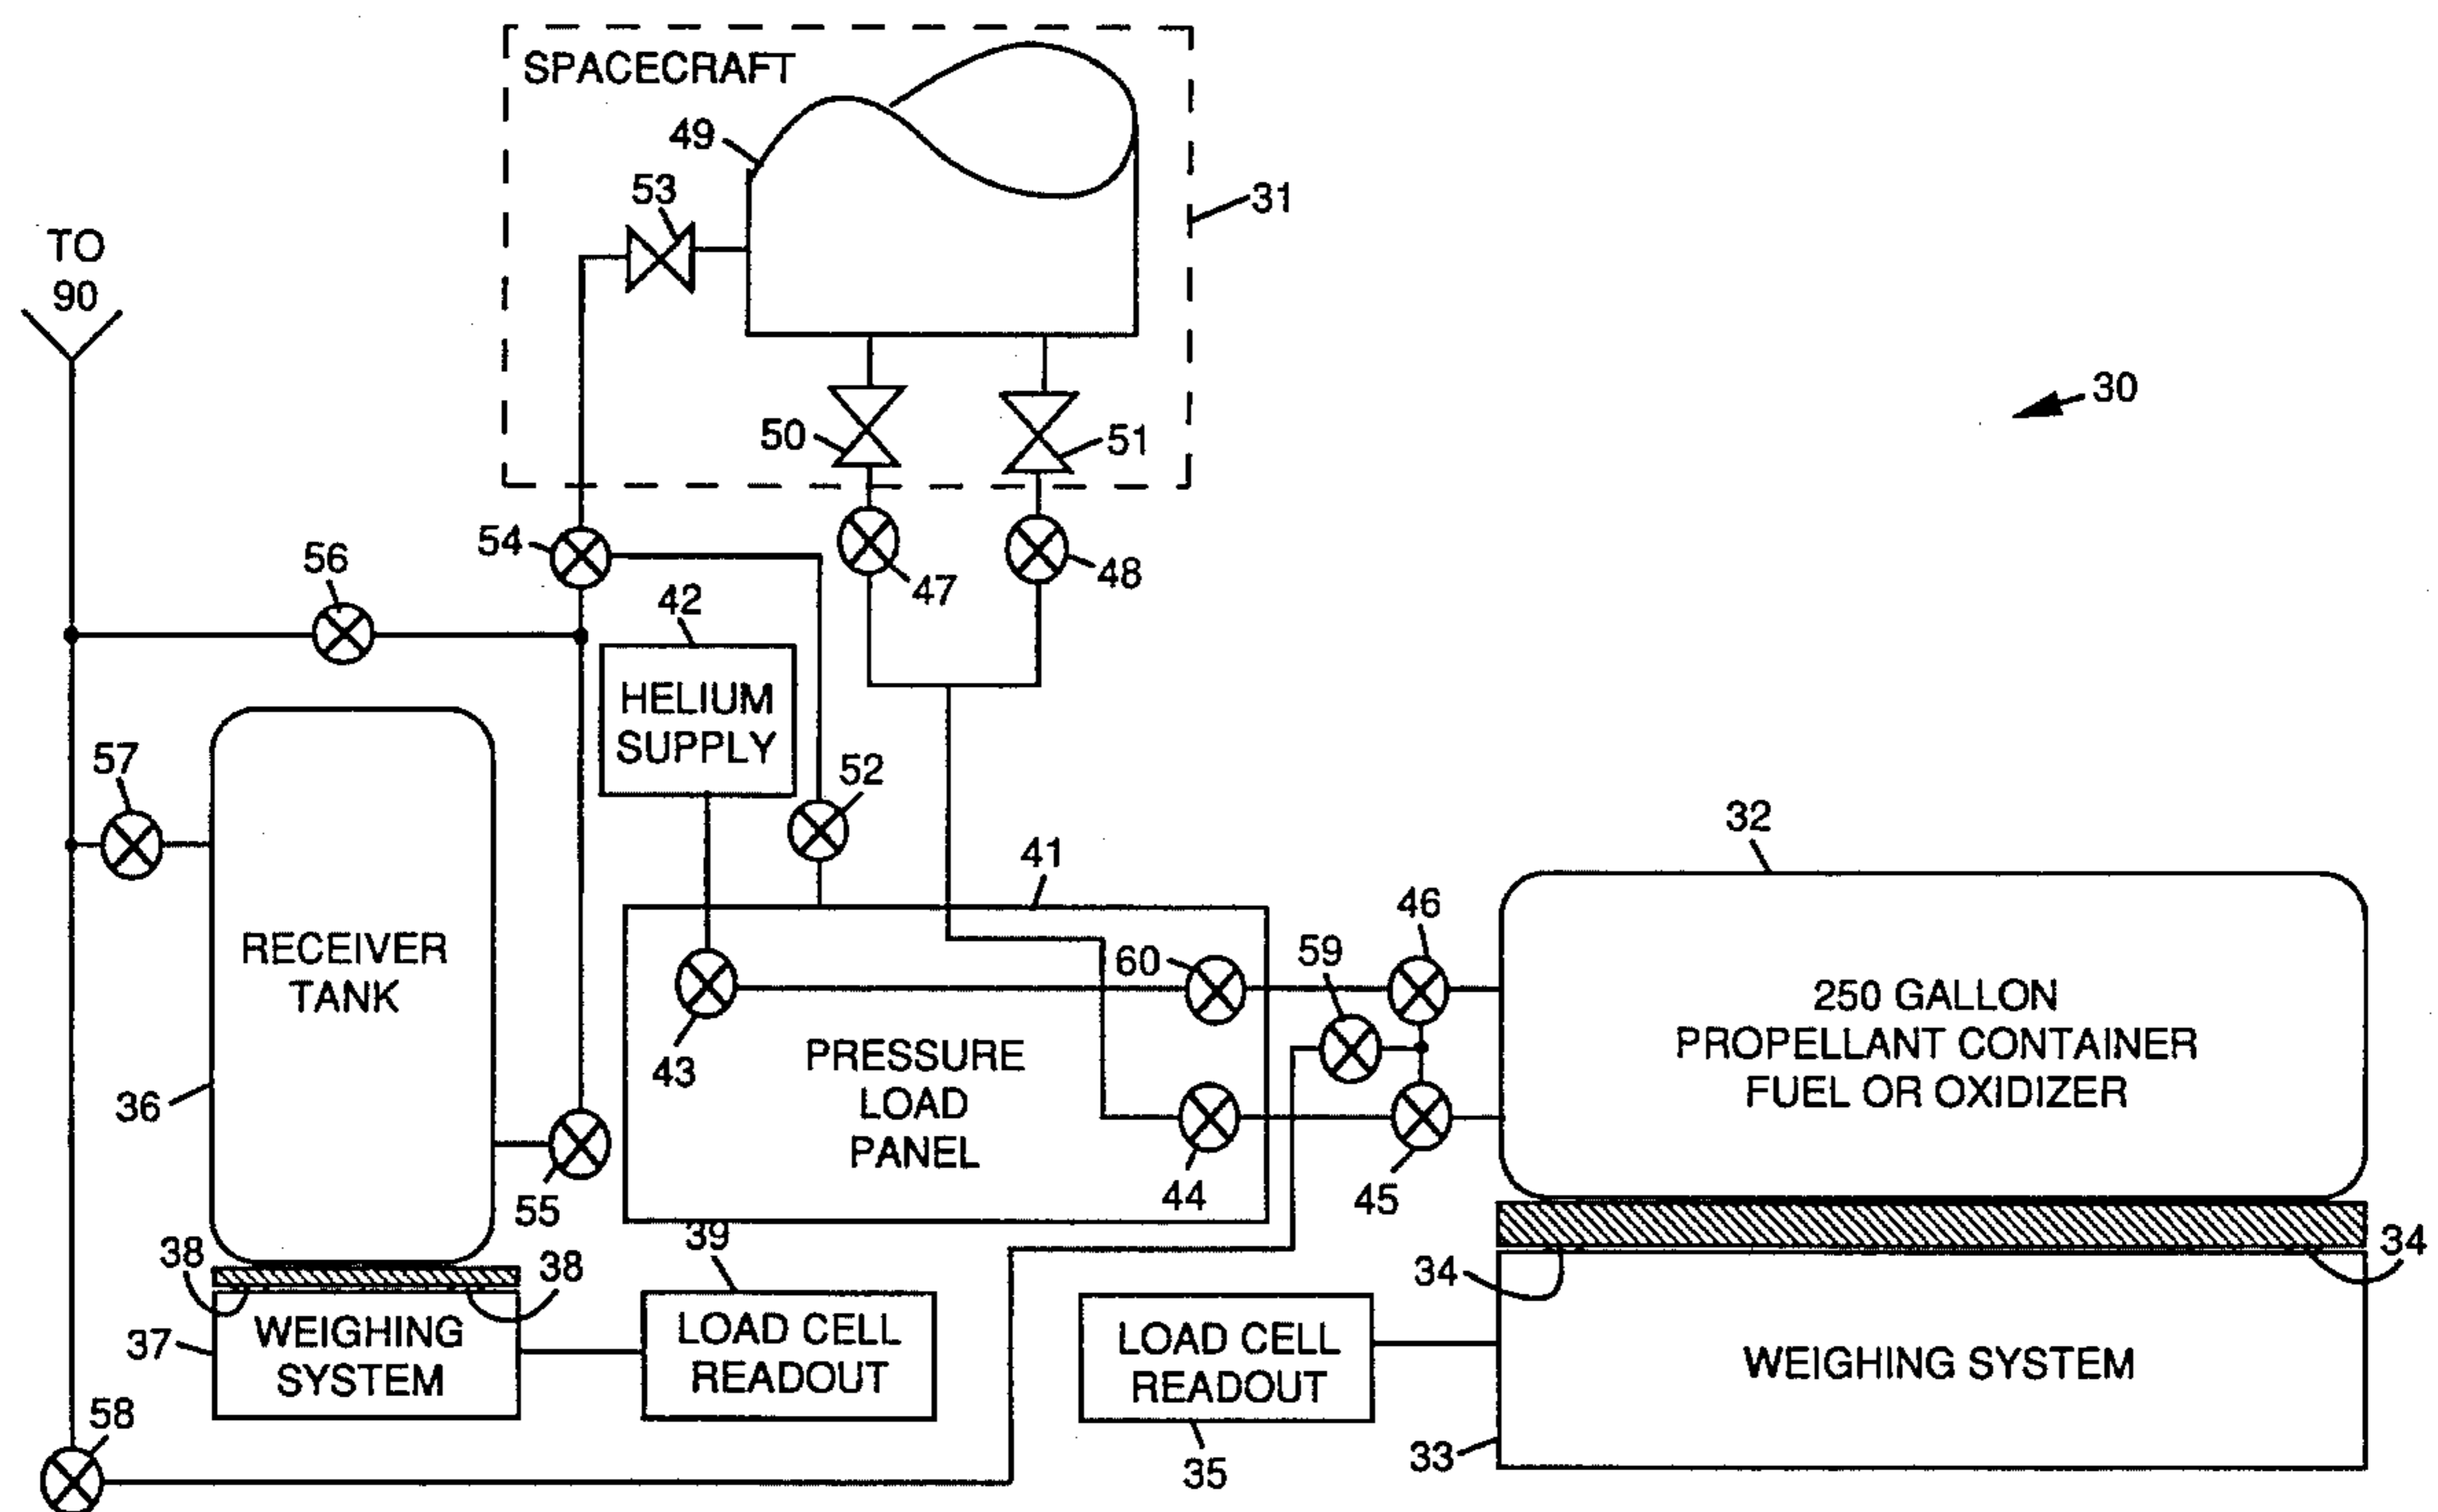 SPACECRAFT
49
53
31
TO
90
30
50
51
54
47
48
56
42
HELIUM
SUPPLY
57
52
41
32
46
59
60
RECEIVER
TANK
250 GALLON
PROPELLANT CONTAINER
FUEL OR OXIDIZER
43
PRESSURE
LOAD
PANEL
36
55
44
45
38
38
39
34
34
37
WEIGHING
SYSTEM
LOAD CELL
READOUT
LOAD CELL
READOUT
WEIGHING SYSTEM
58
35
33